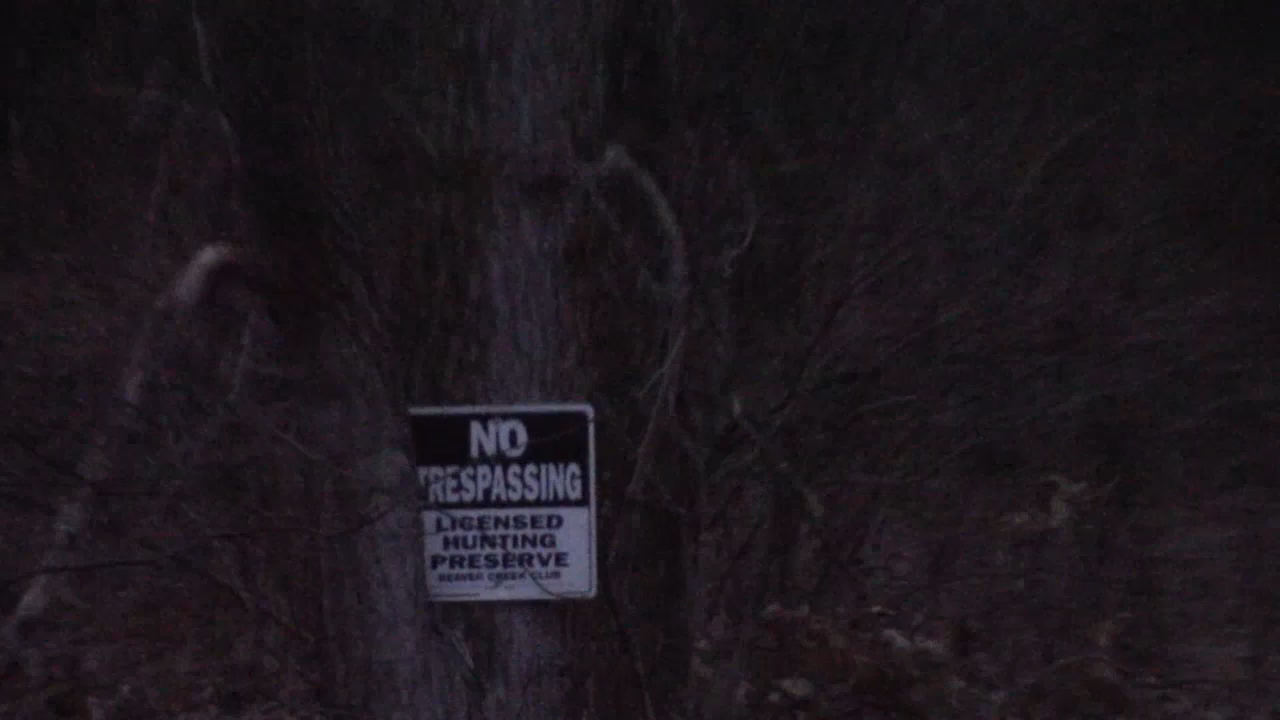 NO
TRESPASSING
LICENSED
HUNTING
PRESERVE
BEAVER CREEK CLUB